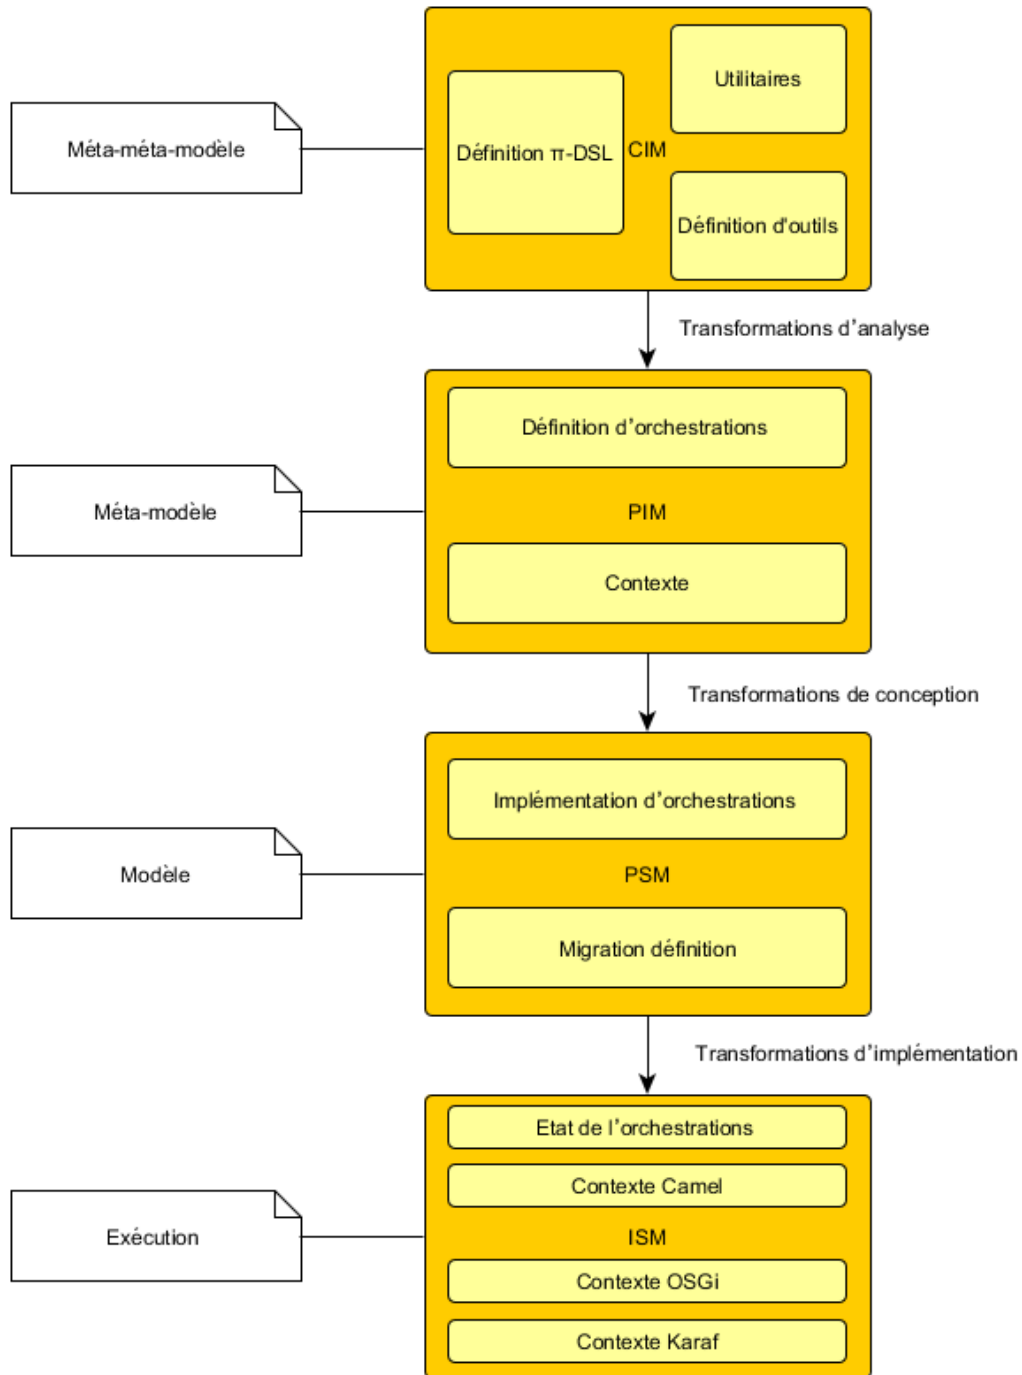 Utilitaires
Méta-méta-modèle
Définition π-DSL
CIM
Définition d'outils
Transformations d’analyse
Définition d’orchestrations
Méta-modèle
PIM
Contexte
Transformations de conception
Implémentation d’orchestrations
Modèle
PSM
Migration définition
Transformations d’implémentation
Etat de l’orchestrations
Contexte Camel
Exécution
ISM
Contexte OSGi
Contexte Karaf